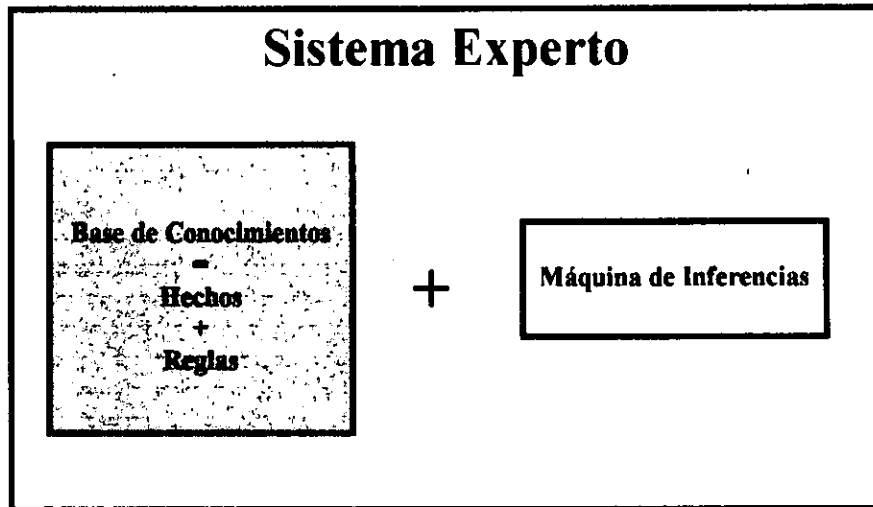 Sistema Experto
Base de Conocimientos
=
Hechos
+
Reglas
+
Máquina de Inferencias